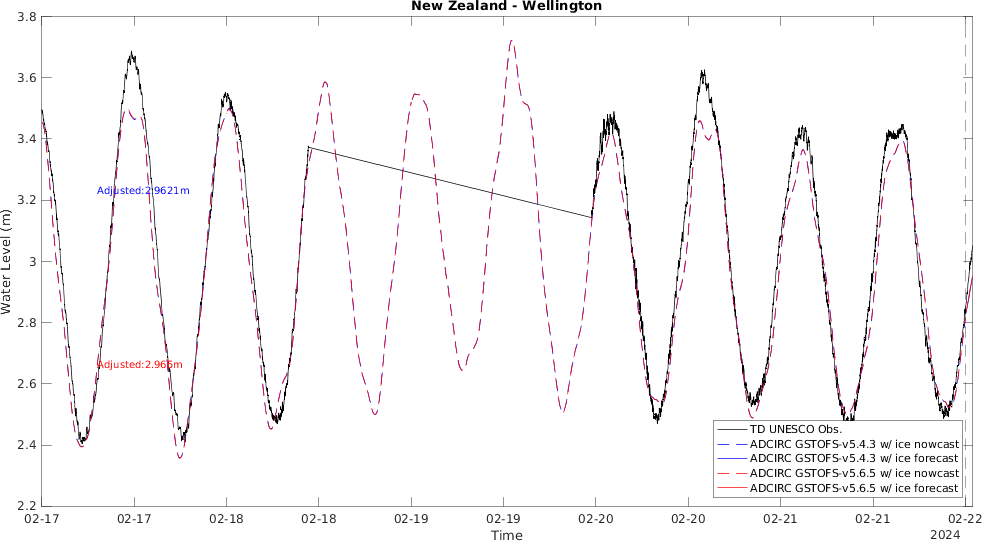 New Zealand - Wellington
3.8
3.6
3.4
3.2
3
2.8
2.6
2.4
2.2
Water Level (m)
Adjusted:2.9621m
Adjusted:2.965m
TD UNESCO Obs.
ADCIRC GSTOFS-v5.4.3 w/ ice nowcast
ADCIRC GSTOFS-v5.4.3 w/ ice forecast
ADCIRC GSTOFS-v5.6.5 w/ ice nowcast
ADCIRC GSTOFS-v5.6.5 w/ ice forecast
02-17 02-17 02-18 02-18 02-19 02-19 02-20 02-20 02-21 02-21 02-22
Time
2024